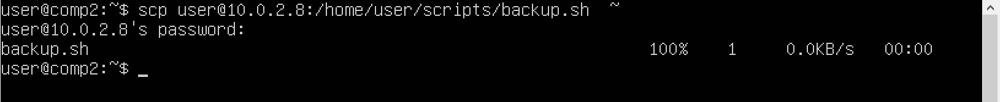 user@comp2:~$ scp user@10.0.2.8:/home/user/scripts/backup.sh  ~
user@10.0.2.8's password:
backup.sh 100% 1 0.0KB/s 00:00
user@comp2:~$ _